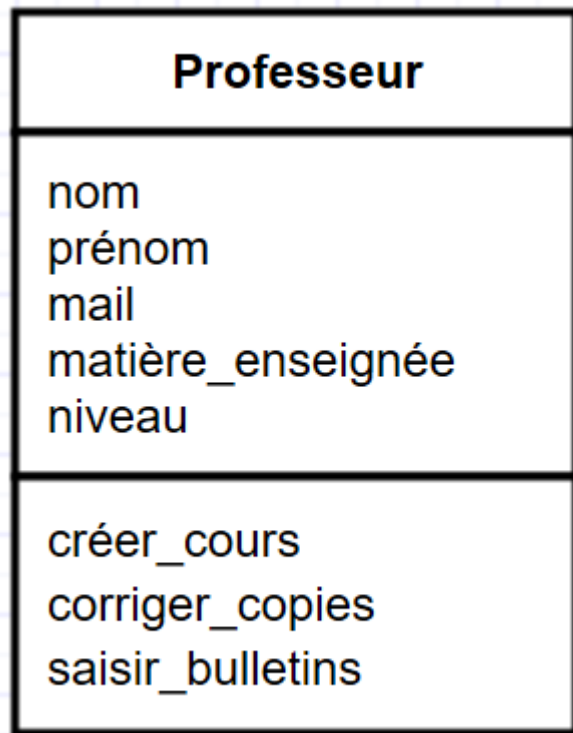 Professeur
nom
prénom
mail
matière_enseignée
niveau
créer_cours
corriger_copies
saisir_bulletins